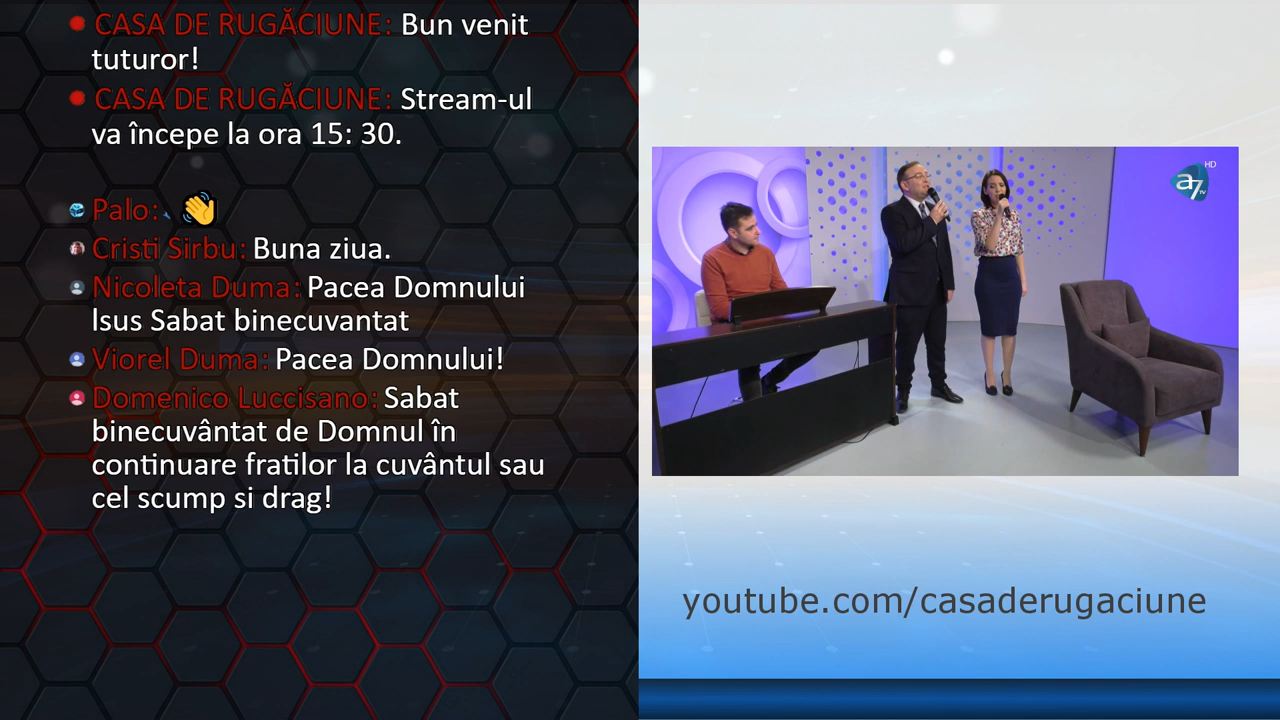 CASA DE RUGĂCIUNE: Bun venit
tuturor!
CASA DE RUGĂCIUNE: Stream-ul
va începe la ora 15: 30.
Palo: 👋
Cristi Sirbu: Buna ziua.
Nicoleta Duma: Pacea Domnului
Isus Sabat binecuvantat
Viorel Duma: Pacea Domnului!
Domenico Luccisano: Sabat
binecuvântat de Domnul în
continuare fratilor la cuvântul sau
cel scump si drag!
HD
a7
TV
youtube.com/casaderugaciune